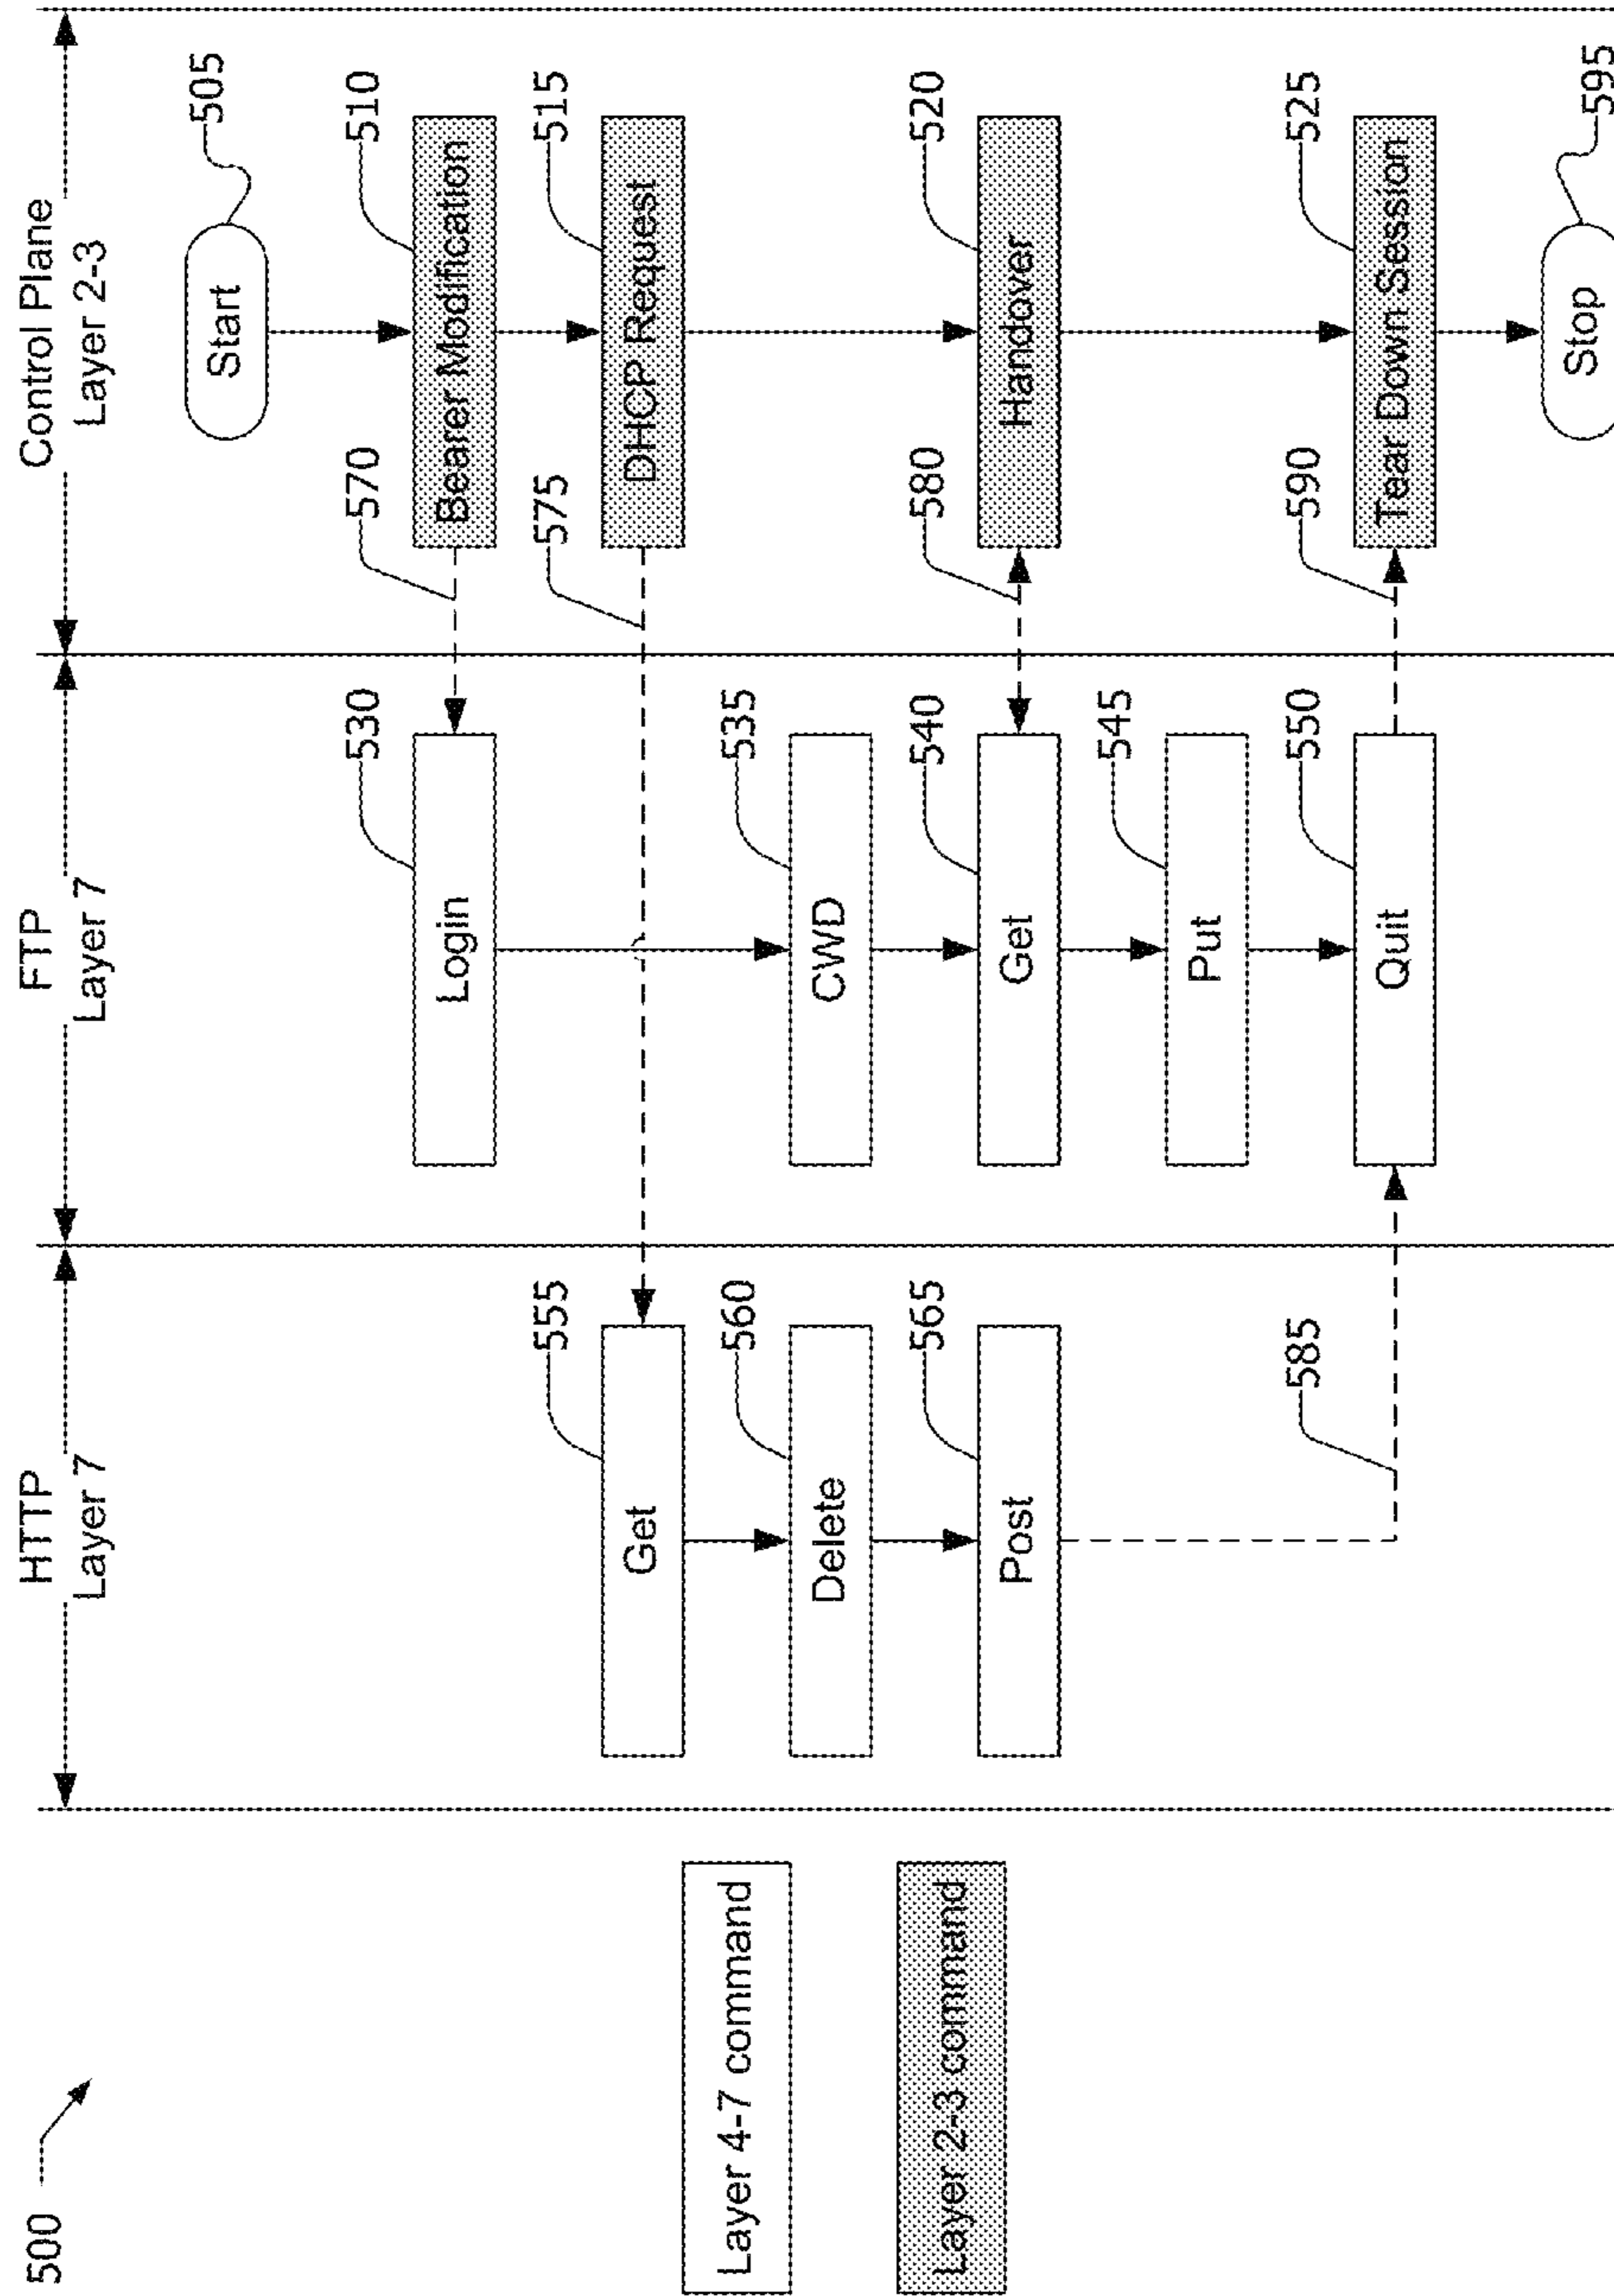 500
HTTP
Layer 7
FTP
Layer 7
Control Plane
Layer 2-3
Start
505
510
570
530
Bearer Modification
Login
515
575
555
DHCP Request
Get
Layer 4-7 command
535
560
CWD
Delete
520
580
540
565
Handover
Get
Post
Layer 2-3 command
545
Put
525
590
550
585
Tear Down Session
Quit
Stop
595